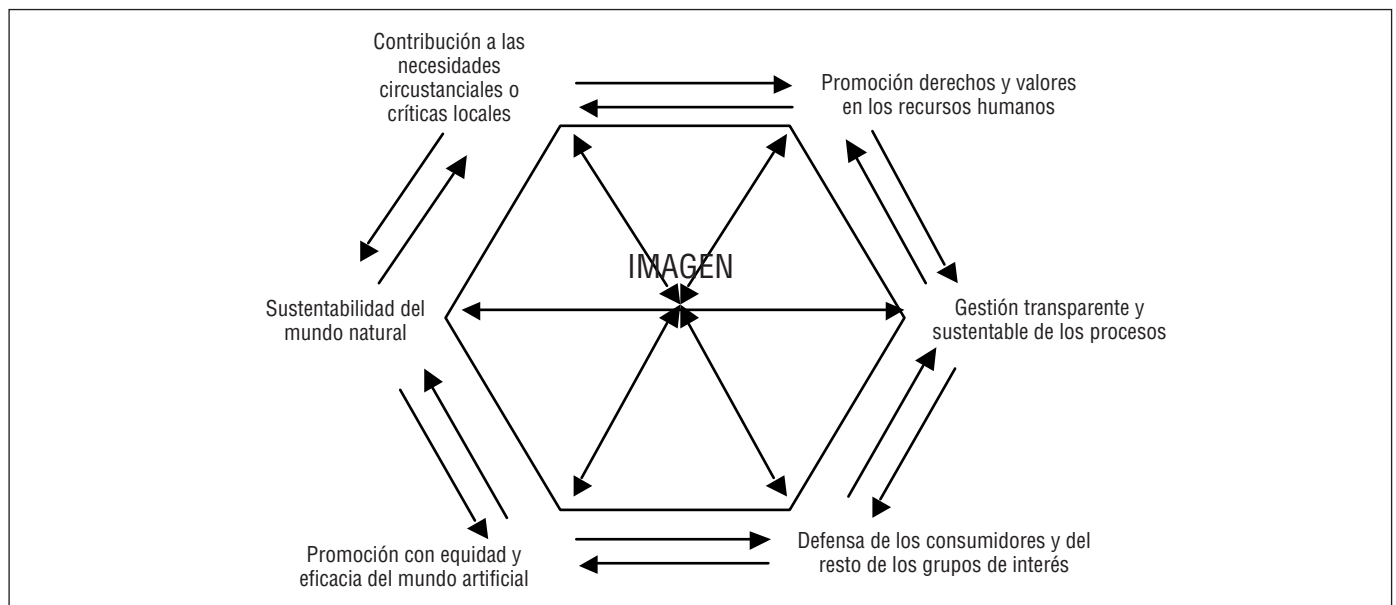 Contribución a las
necesidades
circustanciales o
críticas locales
Promoción derechos y valores
en los recursos humanos
IMAGEN
Sustentabilidad del
mundo natural
Gestión transparente y
sustentable de los procesos
Promoción con equidad y
eficacia del mundo artificial
Defensa de los consumidores y del
resto de los grupos de interés